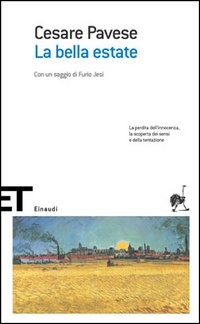 Cesare Pavese
La bella estate
Con un saggio di Furio Jesi
La perdita dell'innocenza,
la scoperta dei sensi
e della tentazione
ET
Einaudi